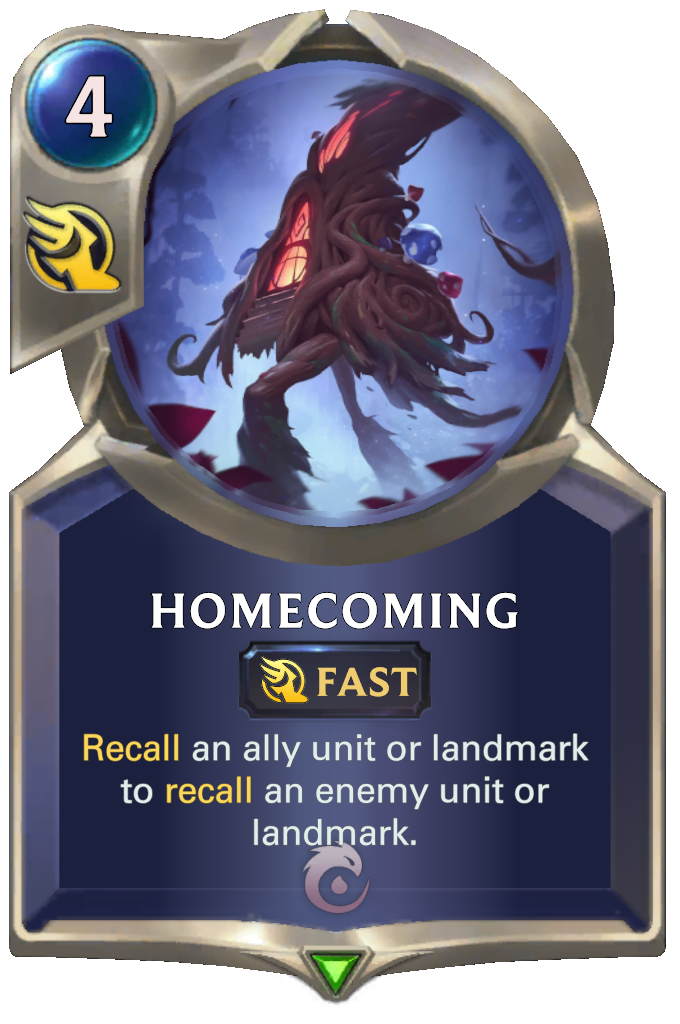 4
HOMECOMING
FAST
Recall an ally unit or landmark
to recall an enemy unit or
landmark.